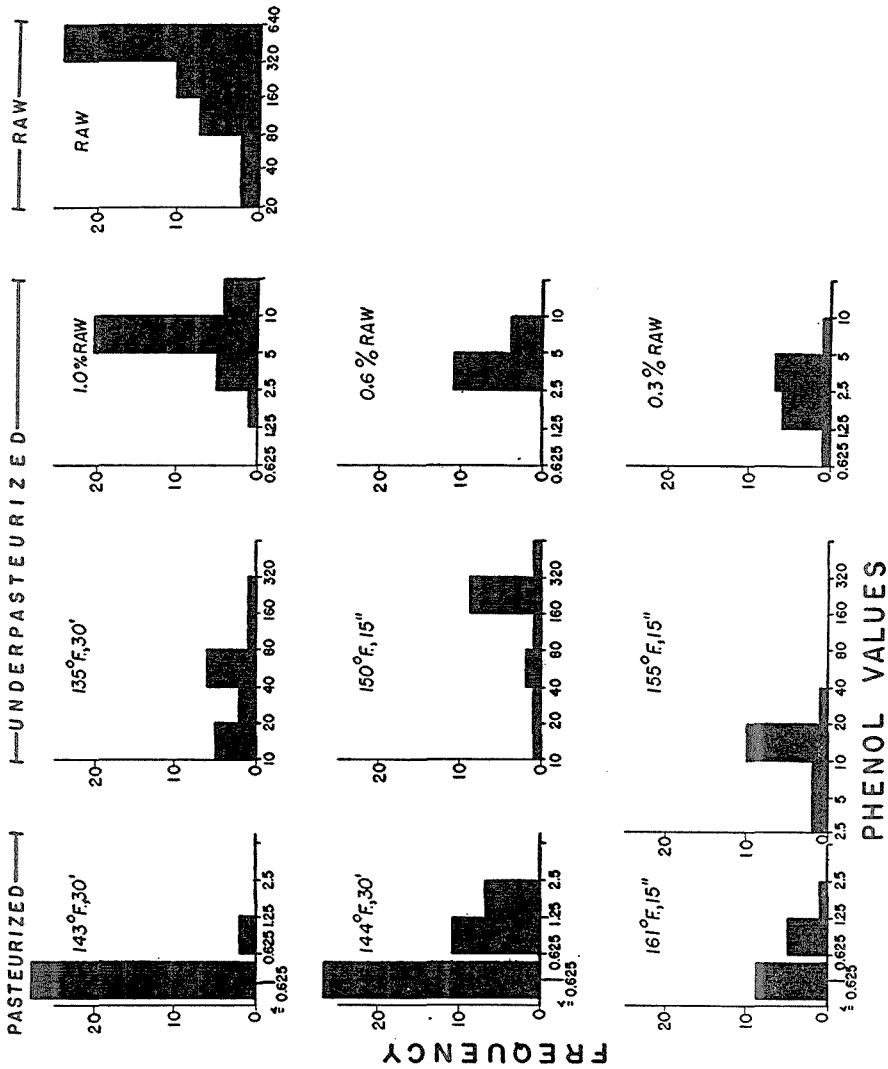 PASTEURIZED
UNDERPASTEURIZED
RAW
143°F,30'
20
10
0
≤ 0.625 0.625 1.25 2.5
135°F,30'
20
10
0
10 20 40 80 160 320
1.0% RAW
20
10
0
0.625 1.25 2.5 5 10
RAW
20
10
0
20 40 80 160 320 640
144°F,30'
20
10
0
≤ 0.625 0.625 1.25 2.5
150°F,15"
20
10
0
10 20 40 80 160 320
0.6% RAW
20
10
0
0.625 1.25 2.5 5 10
161°F,15"
20
10
0
≤ 0.625 0.625 1.25 2.5
155°F,15"
20
10
0
2.5 5 10 20 40 80 160 320
0.3% RAW
20
10
0
0.625 1.25 2.5 5 10
FREQUENCY
PHENOL VALUES